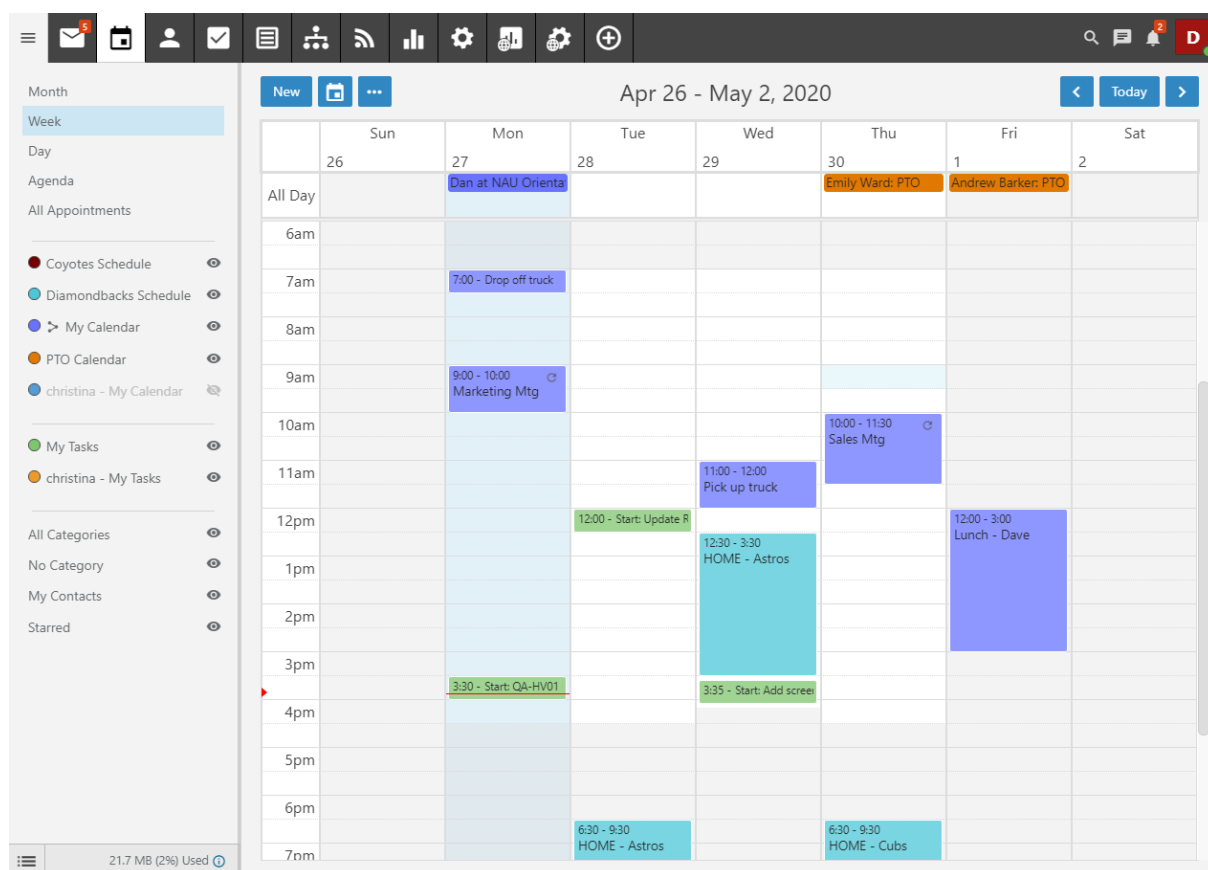 5
2
D
Month
Week
Day
Agenda
All Appointments
Coyotes Schedule
Diamondbacks Schedule
My Calendar
PTO Calendar
christina - My Calendar
My Tasks
christina - My Tasks
All Categories
No Category
My Contacts
Starred
21.7 MB (2%) Used
New
Apr 26 - May 2, 2020
Today
Sun Mon Tue Wed Thu Fri Sat
26 27 28 29 30 1 2
All Day
Dan at NAU Orienta
Emily Ward: PTO
Andrew Barker: PTO
6am
7am
7:00 - Drop off truck
8am
9am
9:00 - 10:00
Marketing Mtg
10am
10:00 - 11:30
Sales Mtg
11am
11:00 - 12:00
Pick up truck
12pm
12:00 - Start: Update R
12:00 - 3:00
Lunch - Dave
12:30 - 3:30
HOME - Astros
1pm
2pm
3pm
3:30 - Start: QA-HV01
3:35 - Start: Add screen
4pm
5pm
6pm
6:30 - 9:30
HOME - Astros
6:30 - 9:30
HOME - Cubs
7pm